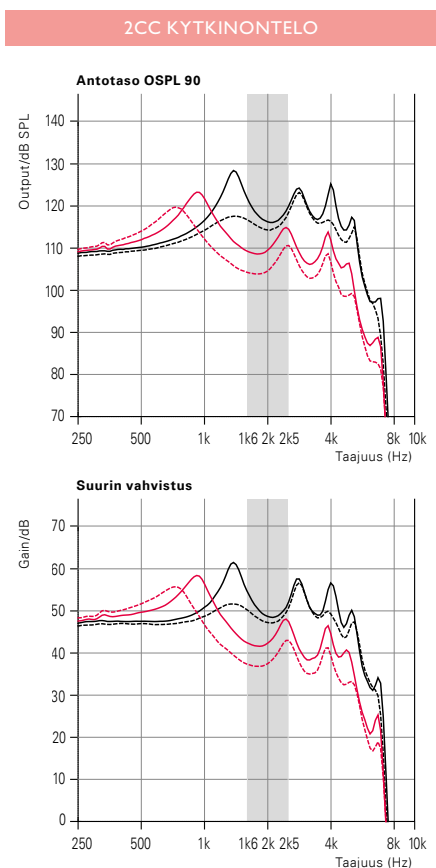 2CC KYTKINONTELO
Antotaso OSPL 90
Output/dB SPL
140
130
120
110
100
90
80
70
250 500 1k 1k6 2k 2k5 4k 8k 10k
Taajuus (Hz)
Suurin vahvistus
Gain/dB
70
60
50
40
30
20
10
0
250 500 1k 1k6 2k 2k5 4k 8k 10k
Taajuus (Hz)